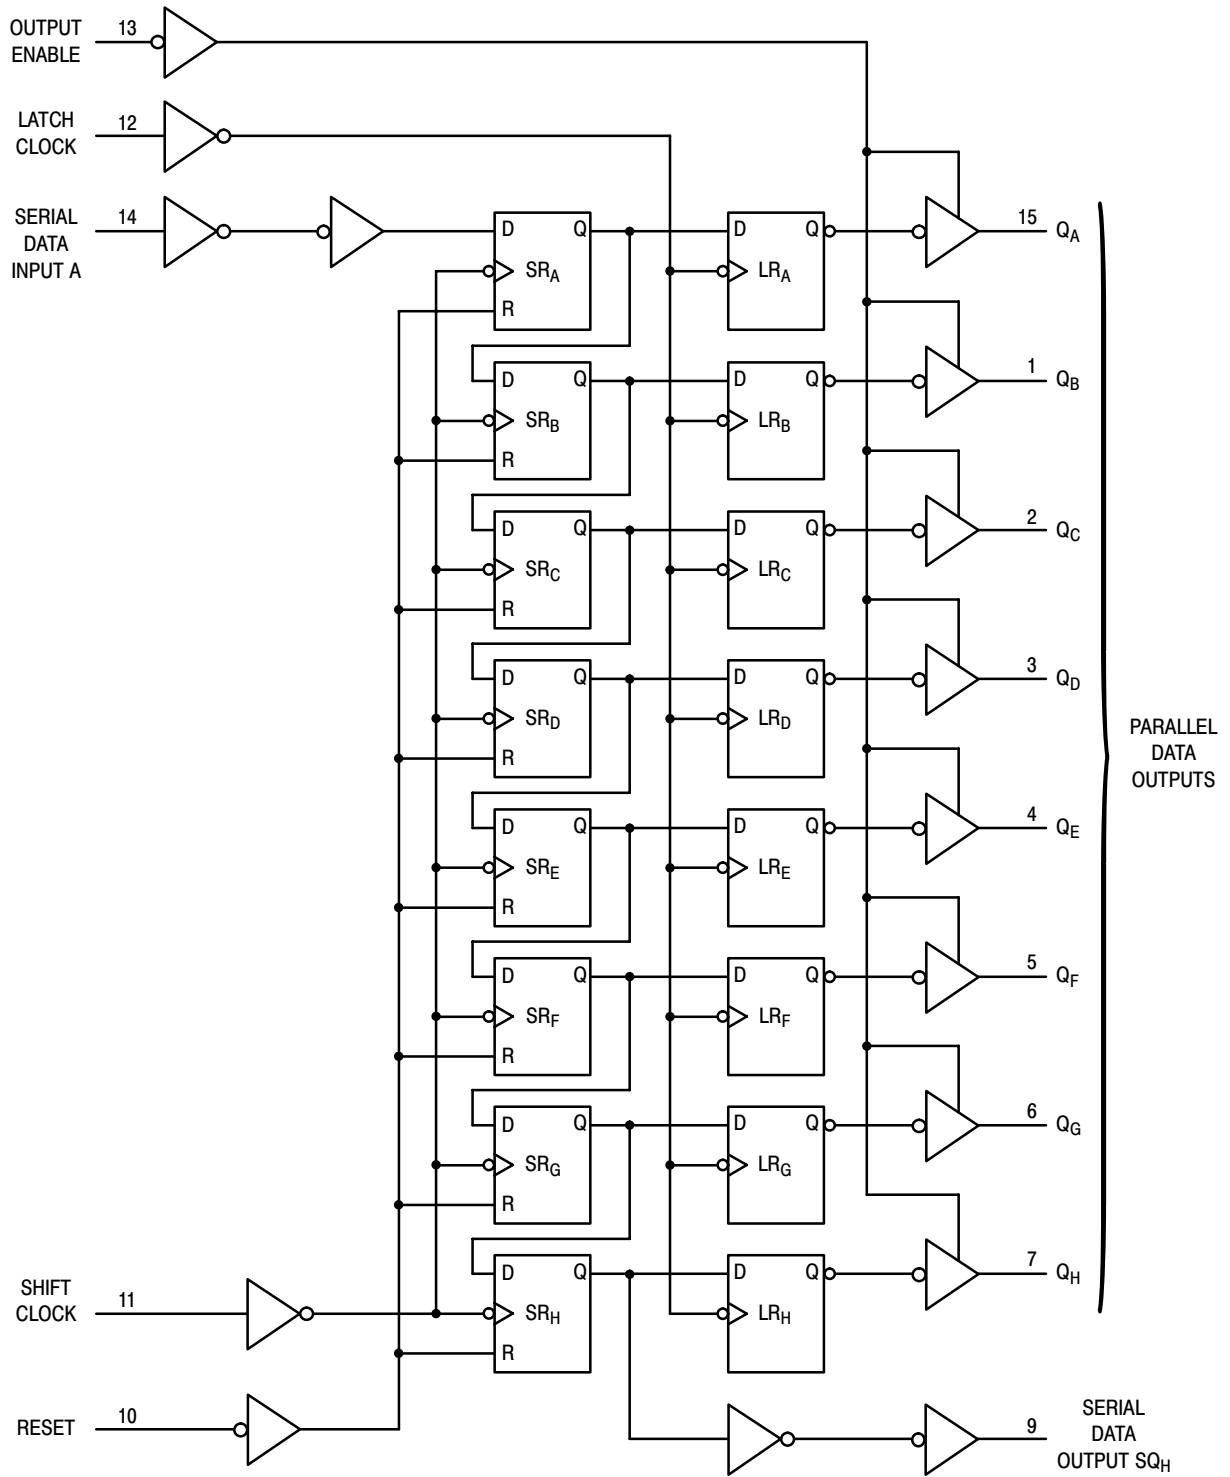 OUTPUT
ENABLE
13
LATCH
CLOCK
12
SERIAL
DATA
INPUT A
14
D Q
SRA
R
D Q
LRA
15 QA
D Q
SRB
R
D Q
LRB
1 QB
D Q
SRC
R
D Q
LRC
2 QC
D Q
SRD
R
D Q
LRD
3 QD
D Q
SRE
R
D Q
LRE
4 QE
D Q
SRF
R
D Q
LRF
5 QF
D Q
SRG
R
D Q
LRG
6 QG
D Q
SRH
R
D Q
LRH
7 QH
PARALLEL
DATA
OUTPUTS
SHIFT
CLOCK
11
RESET
10
9
SERIAL
DATA
OUTPUT SQH